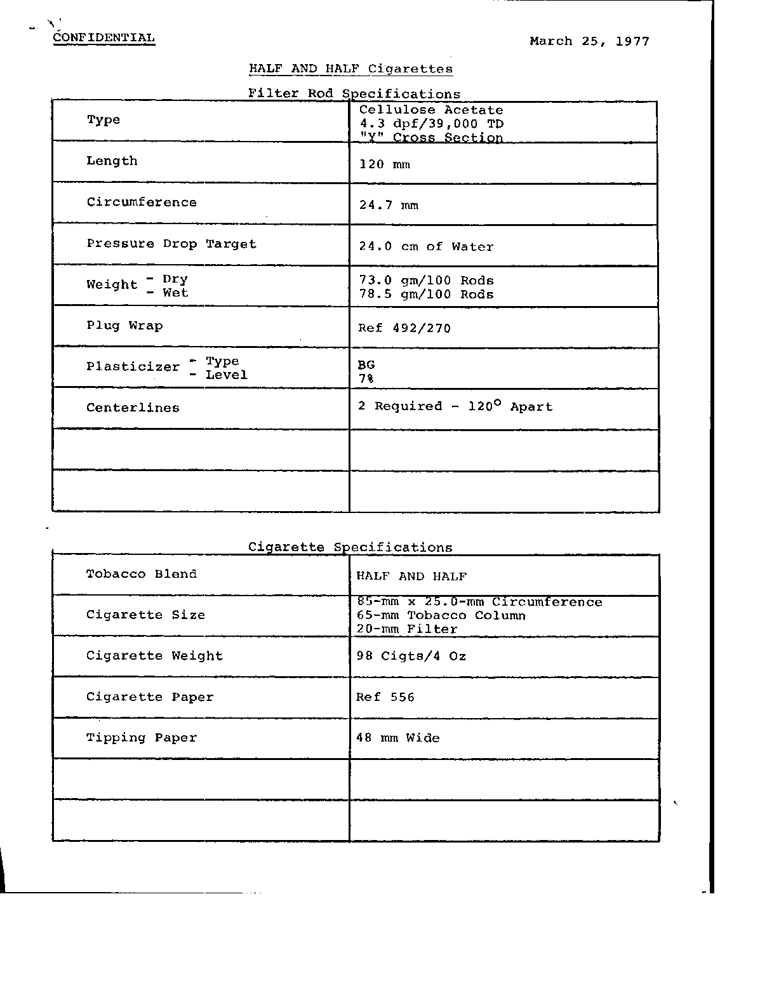 CONFIDENTIAL
March 25, 1977
HALF AND HALF Cigarettes
Filter Rod Specifications
Type
Cellulose Acetate
4.3 dpf/39,000 TD
"Y" Cross Section
Length
120 mm
Circumference
24.7 mm
Pressure Drop Target
24.0 cm of Water
Weight - Dry
- Wet
73.0 gm/100 Rods
78.5 gm/100 Rods
Plug Wrap
Ref 492/270
Plasticizer - Type
- Level
BG
7%
Centerlines
2 Required - 120° Apart
Cigarette Specifications
Tobacco Blend
HALF AND HALF
Cigarette Size
85-mm x 25.0-mm Circumference
65-mm Tobacco Column
20-mm Filter
Cigarette Weight
98 Cigts/4 Oz
Cigarette Paper
Ref 556
Tipping Paper
48 mm Wide